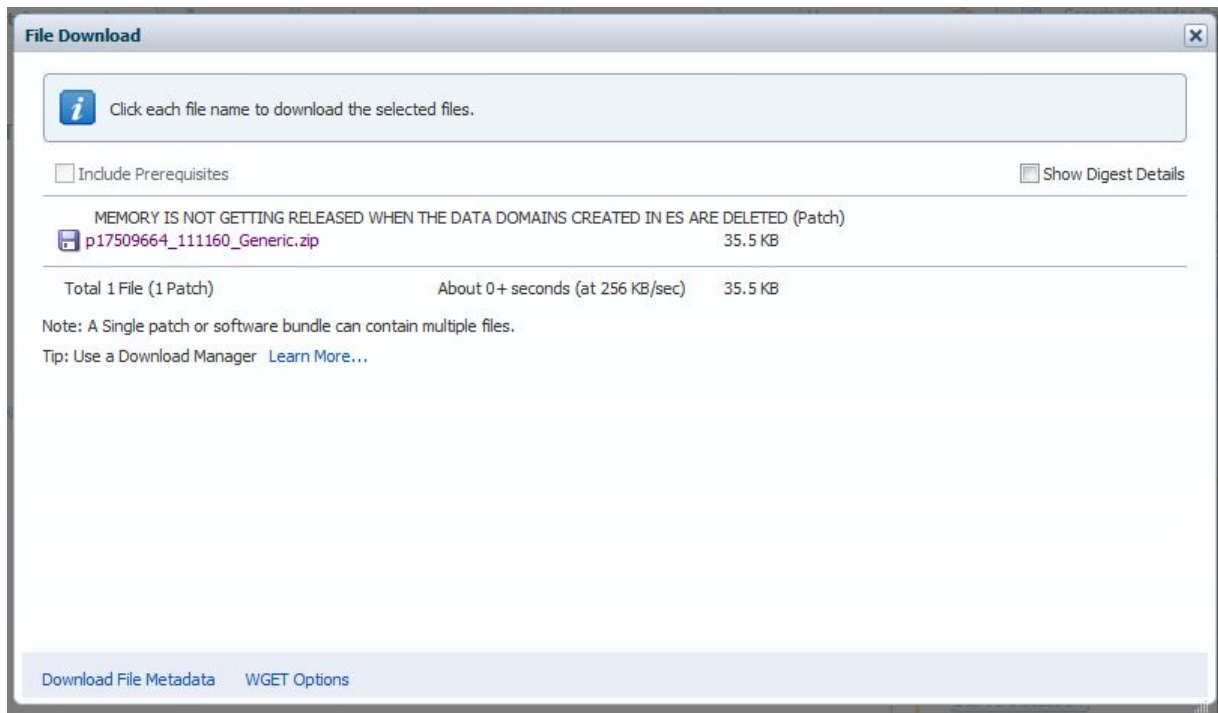 File Download
Click each file name to download the selected files.
Include Prerequisites
Show Digest Details
MEMORY IS NOT GETTING RELEASED WHEN THE DATA DOMAINS CREATED IN ES ARE DELETED (Patch)
p17509664_111160_Generic.zip 35.5 KB
Total 1 File (1 Patch) About 0+ seconds (at 256 KB/sec) 35.5 KB
Note: A Single patch or software bundle can contain multiple files.
Tip: Use a Download Manager Learn More...
Download File Metadata WGET Options